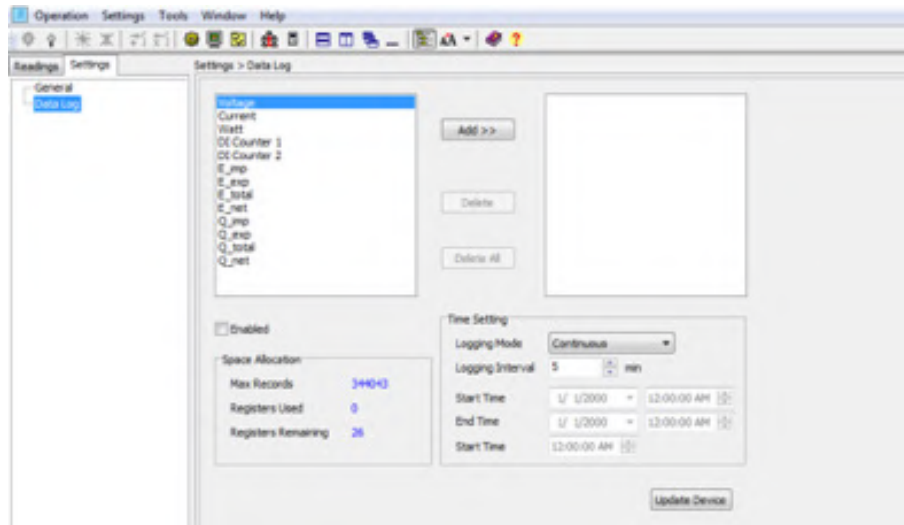 Operation Settings Tools Window Help
Readings Settings
Settings > Data Log
General
Data Log
Voltage
Current
Watt
DI Counter 1
DI Counter 2
E_imp
E_exp
E_total
E_net
Q_imp
Q_exp
Q_total
Q_net
Add >>
Delete
Delete All
Enabled
Space Allocation
Max Records 344043
Registers Used 0
Registers Remaining 26
Time Setting
Logging Mode Continuous
Logging Interval 5 min
Start Time 1/ 1/2000 12:00:00 AM
End Time 1/ 1/2000 12:00:00 AM
Start Time 12:00:00 AM
Update Device